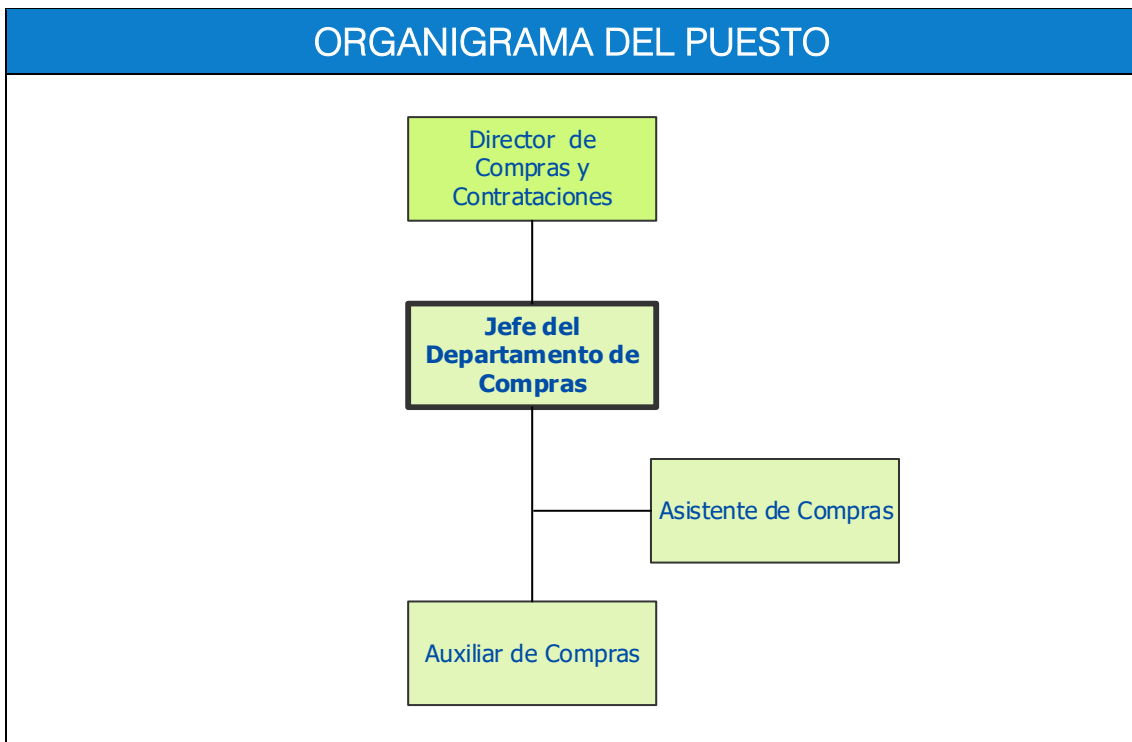 ORGANIGRAMA DEL PUESTO
Director de
Compras y
Contrataciones
Jefe del
Departamento de
Compras
Asistente de Compras
Auxiliar de Compras